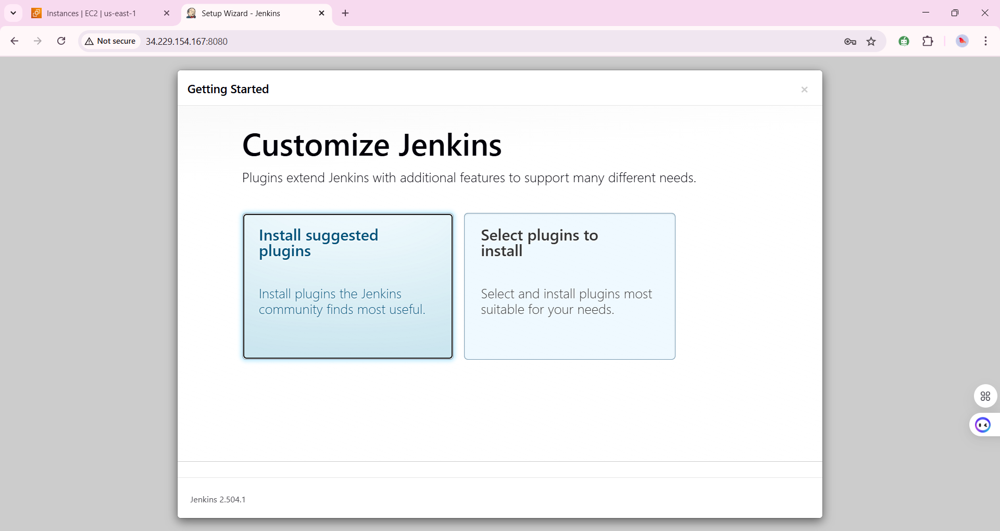 Instances | EC2 | us-east-1
Setup Wizard - Jenkins
Not secure
34.229.154.167:8080
Getting Started
Customize Jenkins
Plugins extend Jenkins with additional features to support many different needs.
Install suggested
plugins
Install plugins the Jenkins
community finds most useful.
Select plugins to
install
Select and install plugins most
suitable for your needs.
Jenkins 2.504.1